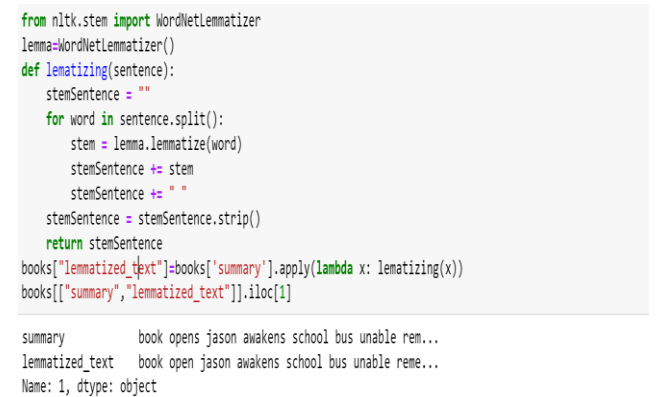 from nltk.stem import WordNetLemmatizer
lemma=WordNetLemmatizer()
def lematizing(sentence):
    stemSentence = ""
    for word in sentence.split():
        stem = lemma.lemmatize(word)
        stemSentence += stem
        stemSentence += " "
    stemSentence = stemSentence.strip()
    return stemSentence
books["lemmatized_text"]=books['summary'].apply(lambda x: lematizing(x))
books[["summary","lemmatized_text"]].iloc[1]
summary            book opens jason awakens school bus unable rem...
lemmatized_text    book open jason awakens school bus unable reme...
Name: 1, dtype: object